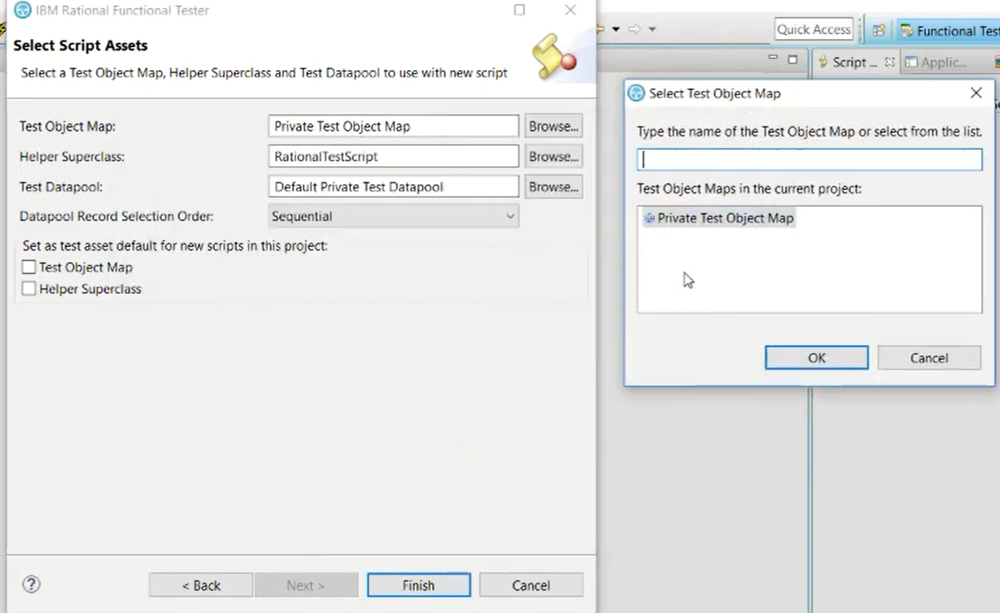 IBM Rational Functional Tester
Select Script Assets
Select a Test Object Map, Helper Superclass and Test Datapool to use with new script
Test Object Map: Private Test Object Map Browse...
Helper Superclass: RationalTestScript Browse...
Test Datapool: Default Private Test Datapool Browse...
Datapool Record Selection Order: Sequential
Set as test asset default for new scripts in this project:
Test Object Map
Helper Superclass
< Back Next > Finish Cancel
Quick Access
Functional Test
Script ... Applic...
Select Test Object Map
Type the name of the Test Object Map or select from the list.
Test Object Maps in the current project:
Private Test Object Map
OK Cancel